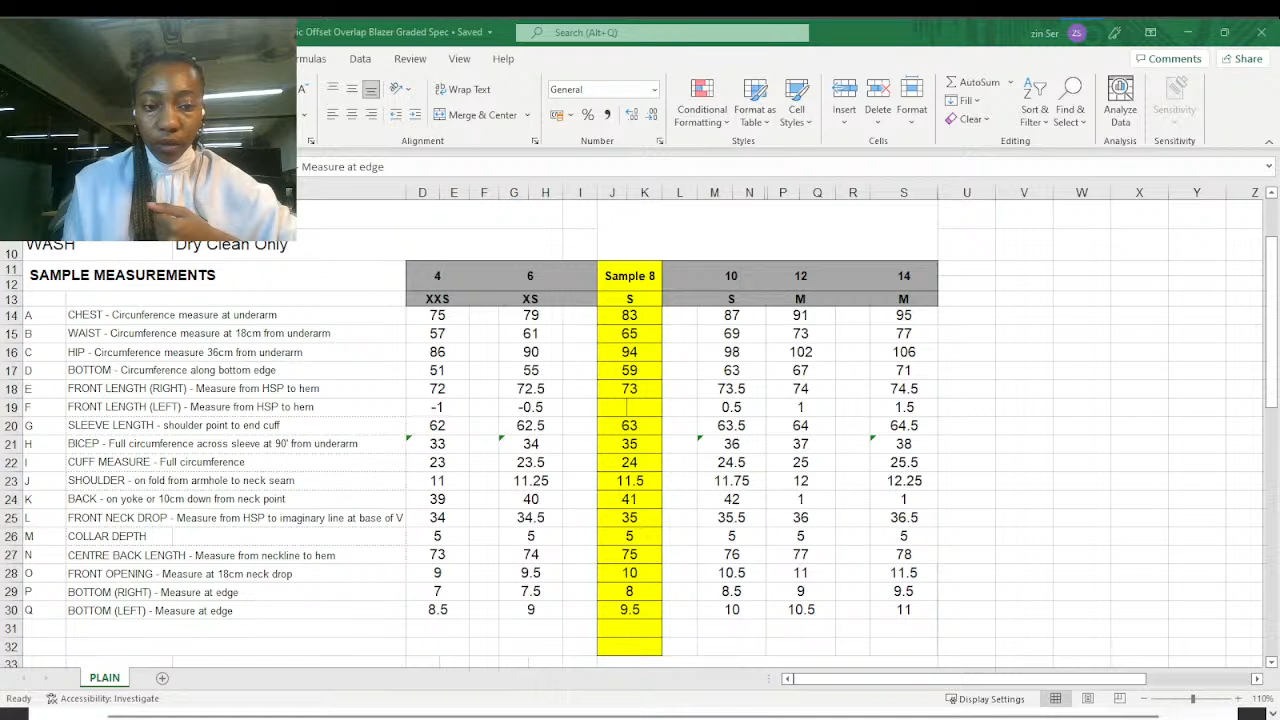 ic Offset Overlap Blazer Graded Spec • Saved
Search (Alt+Q)
zin Ser
ZS
rmulas Data Review View Help
Comments Share
A
Wrap Text
Merge & Center
General
Conditional Formatting
Format as Table
Cell Styles
Insert Delete Format
AutoSum
Fill
Clear
Sort & Filter
Find & Select
Analyze Data
Sensitivity
Alignment Number Styles Cells Editing Analysis Sensitivity
- Measure at edge
D E F G H I J K L M N P Q R S U V W X Y Z
10 WASH Dry Clean Only
11 SAMPLE MEASUREMENTS 4 6 Sample 8 10 12 14
12
13 XXS XS S S M M
14 A CHEST - Circunference measure at underarm 75 79 83 87 91 95
15 B WAIST - Circumference measure at 18cm from underarm 57 61 65 69 73 77
16 C HIP - Circumference measure 36cm from underarm 86 90 94 98 102 106
17 D BOTTOM - Circumference along bottom edge 51 55 59 63 67 71
18 E FRONT LENGTH (RIGHT) - Measure from HSP to hem 72 72.5 73 73.5 74 74.5
19 F FRONT LENGTH (LEFT) - Measure from HSP to hem -1 -0.5 0.5 1 1.5
20 G SLEEVE LENGTH - shoulder point to end cuff 62 62.5 63 63.5 64 64.5
21 H BICEP - Full circumference across sleeve at 90' from underarm 33 34 35 36 37 38
22 I CUFF MEASURE - Full circumference 23 23.5 24 24.5 25 25.5
23 J SHOULDER - on fold from armhole to neck seam 11 11.25 11.5 11.75 12 12.25
24 K BACK - on yoke or 10cm down from neck point 39 40 41 42 1 1
25 L FRONT NECK DROP - Measure from HSP to imaginary line at base of V 34 34.5 35 35.5 36 36.5
26 M COLLAR DEPTH 5 5 5 5 5 5
27 N CENTRE BACK LENGTH - Measure from neckline to hem 73 74 75 76 77 78
28 O FRONT OPENING - Measure at 18cm neck drop 9 9.5 10 10.5 11 11.5
29 P BOTTOM (RIGHT) - Measure at edge 7 7.5 8 8.5 9 9.5
30 Q BOTTOM (LEFT) - Measure at edge 8.5 9 9.5 10 10.5 11
31
32
33
PLAIN
Ready Accessibility: Investigate Display Settings 110%